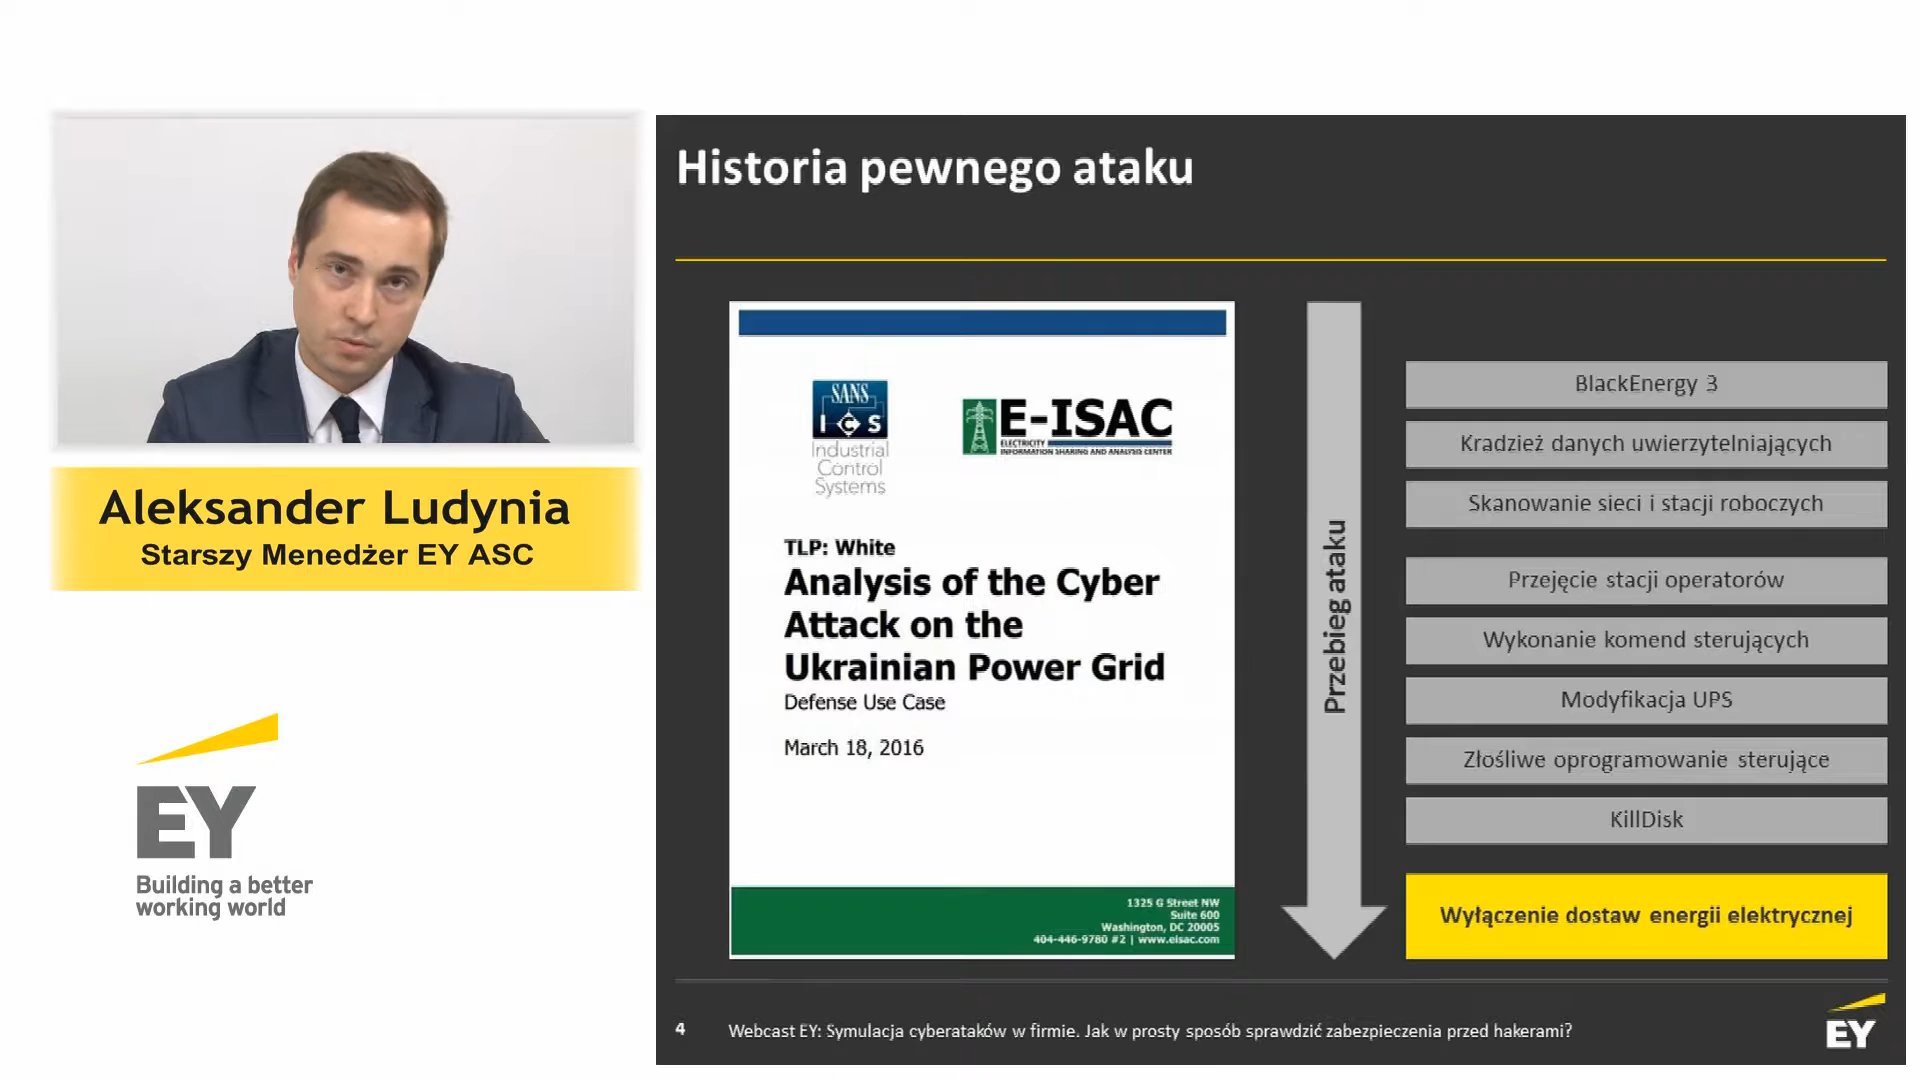 Aleksander Ludynia
Starszy Menedżer EY ASC
EY
Building a better
working world
Historia pewnego ataku
SANS
ICS
Industrial
Control
Systems
E-ISAC
ELECTRICITY
INFORMATION SHARING AND ANALYSIS CENTER
TLP: White
Analysis of the Cyber
Attack on the
Ukrainian Power Grid
Defense Use Case
March 18, 2016
1325 G Street NW
Suite 600
Washington, DC 20005
404-446-9780 #2 | www.eisac.com
Przebieg ataku
BlackEnergy 3
Kradzież danych uwierzytelniających
Skanowanie sieci i stacji roboczych
Przejęcie stacji operatorów
Wykonanie komend sterujących
Modyfikacja UPS
Złośliwe oprogramowanie sterujące
KillDisk
Wyłączenie dostaw energii elektrycznej
4
Webcast EY: Symulacja cyberataków w firmie. Jak w prosty sposób sprawdzić zabezpieczenia przed hakerami?
EY